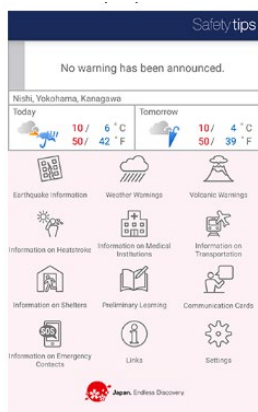 Safetytips
No warning has been announced.
Nishi, Yokohama, Kanagawa
Today
10/ 6 °C
50/ 42 °F
Tomorrow
10/ 4 °C
50/ 39 °F
Earthquake Information
Weather Warnings
Volcanic Warnings
Information on Heatstroke
Information on Medical
Institutions
Information on
Transportation
Information on Shelters
Preliminary Learning
Communication Cards
SOS
Information on Emergency
Contacts
Links
Settings
Japan. Endless Discovery.